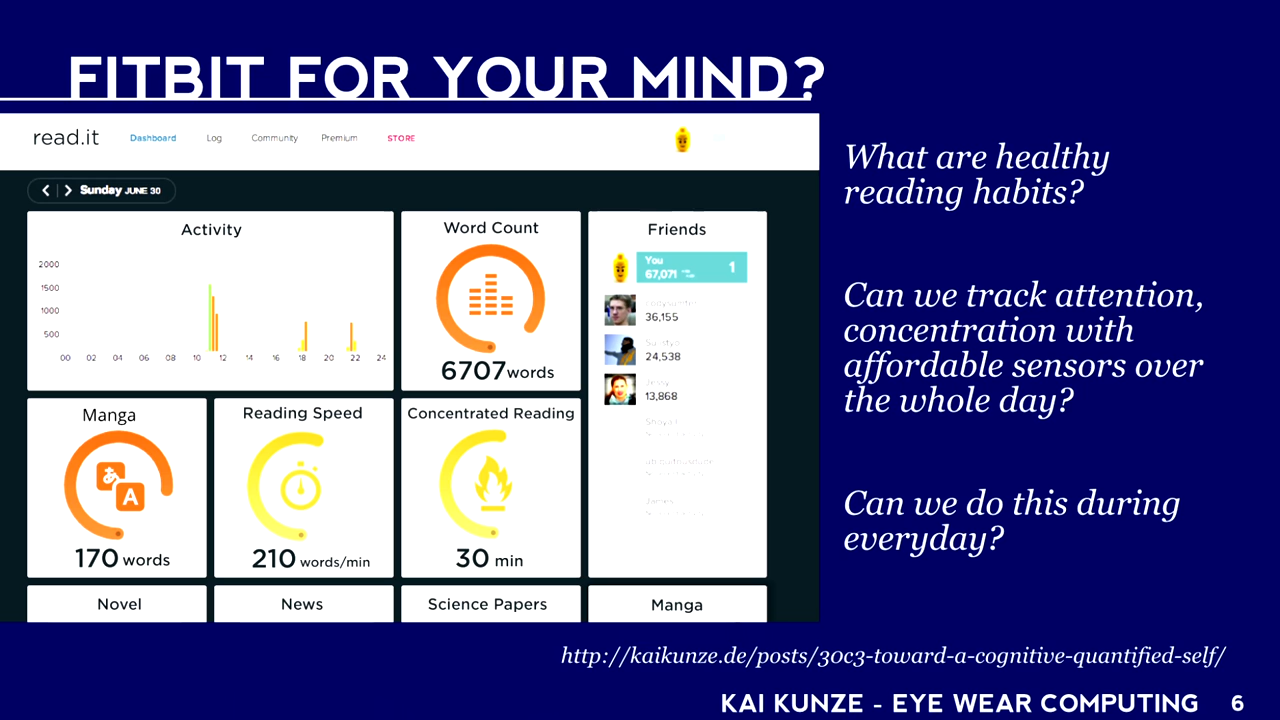 FITBIT FOR YOUR MIND?
read.it Dashboard Log Community Premium STORE
Sunday JUNE 30
Activity
2000
1500
1000
500
00 02 04 06 08 10 12 14 16 18 20 22 24
Word Count
6707 words
Friends
You
67,071
1
36,155
24,538
Jessy
13,868
James
Manga
A
170 words
Reading Speed
210 words/min
Concentrated Reading
30 min
Novel
News
Science Papers
Manga
What are healthy
reading habits?
Can we track attention,
concentration with
affordable sensors over
the whole day?
Can we do this during
everyday?
http://kaikunze.de/posts/30c3-toward-a-cognitive-quantified-self/
KAI KUNZE - EYE WEAR COMPUTING 6